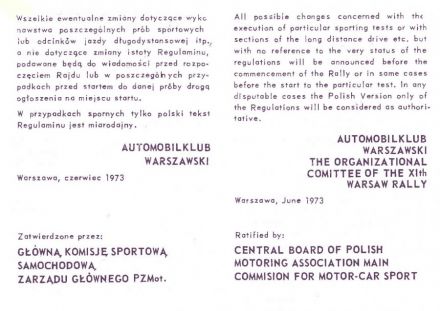 Wszelkie ewentualne zmiany dotyczące wyko-
nawstwa poszczególnych prób sportowych
lub odcinków jazdy długodystansowej itp.,
a nie dotyczące istoty Regulaminu,
podawane będą do wiadomości przed rozpo-
częciem Rajdu lub w poszczególnych przy-
padkach przed startem do danej próby drogą
ogłoszenia na miejscu startu.
W przypadkach spornych tylko polski tekst
Regulaminu jest miarodajny.
AUTOMOBILKLUB
WARSZAWSKI
Warszawa, czerwiec 1973
Zatwierdzone przez:
GŁÓWNĄ KOMISJĘ SPORTOWĄ
SAMOCHODOWĄ
ZARZĄDU GŁÓWNEGO PZMot.
All possible changes concerned with the
execution of particular sporting tests or with
sections of the long distance drive etc. but
with no reference to the very status of the
regulations will be announced before the
commencement of the Rally or in some cases
before the start to the particular test. In any
disputable cases the Polish Version only of
the Regulations will be considered as authori-
tative.
AUTOMOBILKLUB
WARSZAWSKI
THE ORGANIZATIONAL
COMITTEE OF THE XIth
WARSAW RALLY
Warszawa, June 1973
Ratified by:
CENTRAL BOARD OF POLISH
MOTORING ASSOCIATION MAIN
COMMISION FOR MOTOR-CAR SPORT